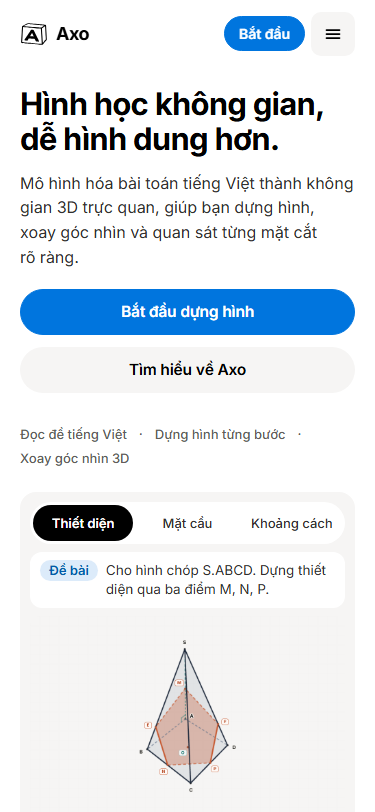 Axo
Bắt đầu
Hình học không gian,
dễ hình dung hơn.
Mô hình hóa bài toán tiếng Việt thành không
gian 3D trực quan, giúp bạn dựng hình,
xoay góc nhìn và quan sát từng mặt cắt
rõ ràng.
Bắt đầu dựng hình
Tìm hiểu về Axo
Đọc đề tiếng Việt · Dựng hình từng bước ·
Xoay góc nhìn 3D
Thiết diện Mặt cầu Khoảng cách
Đề bài Cho hình chóp S.ABCD. Dựng thiết
diện qua ba điểm M, N, P.
S
M
A
E
F
B
O
D
N
P
C